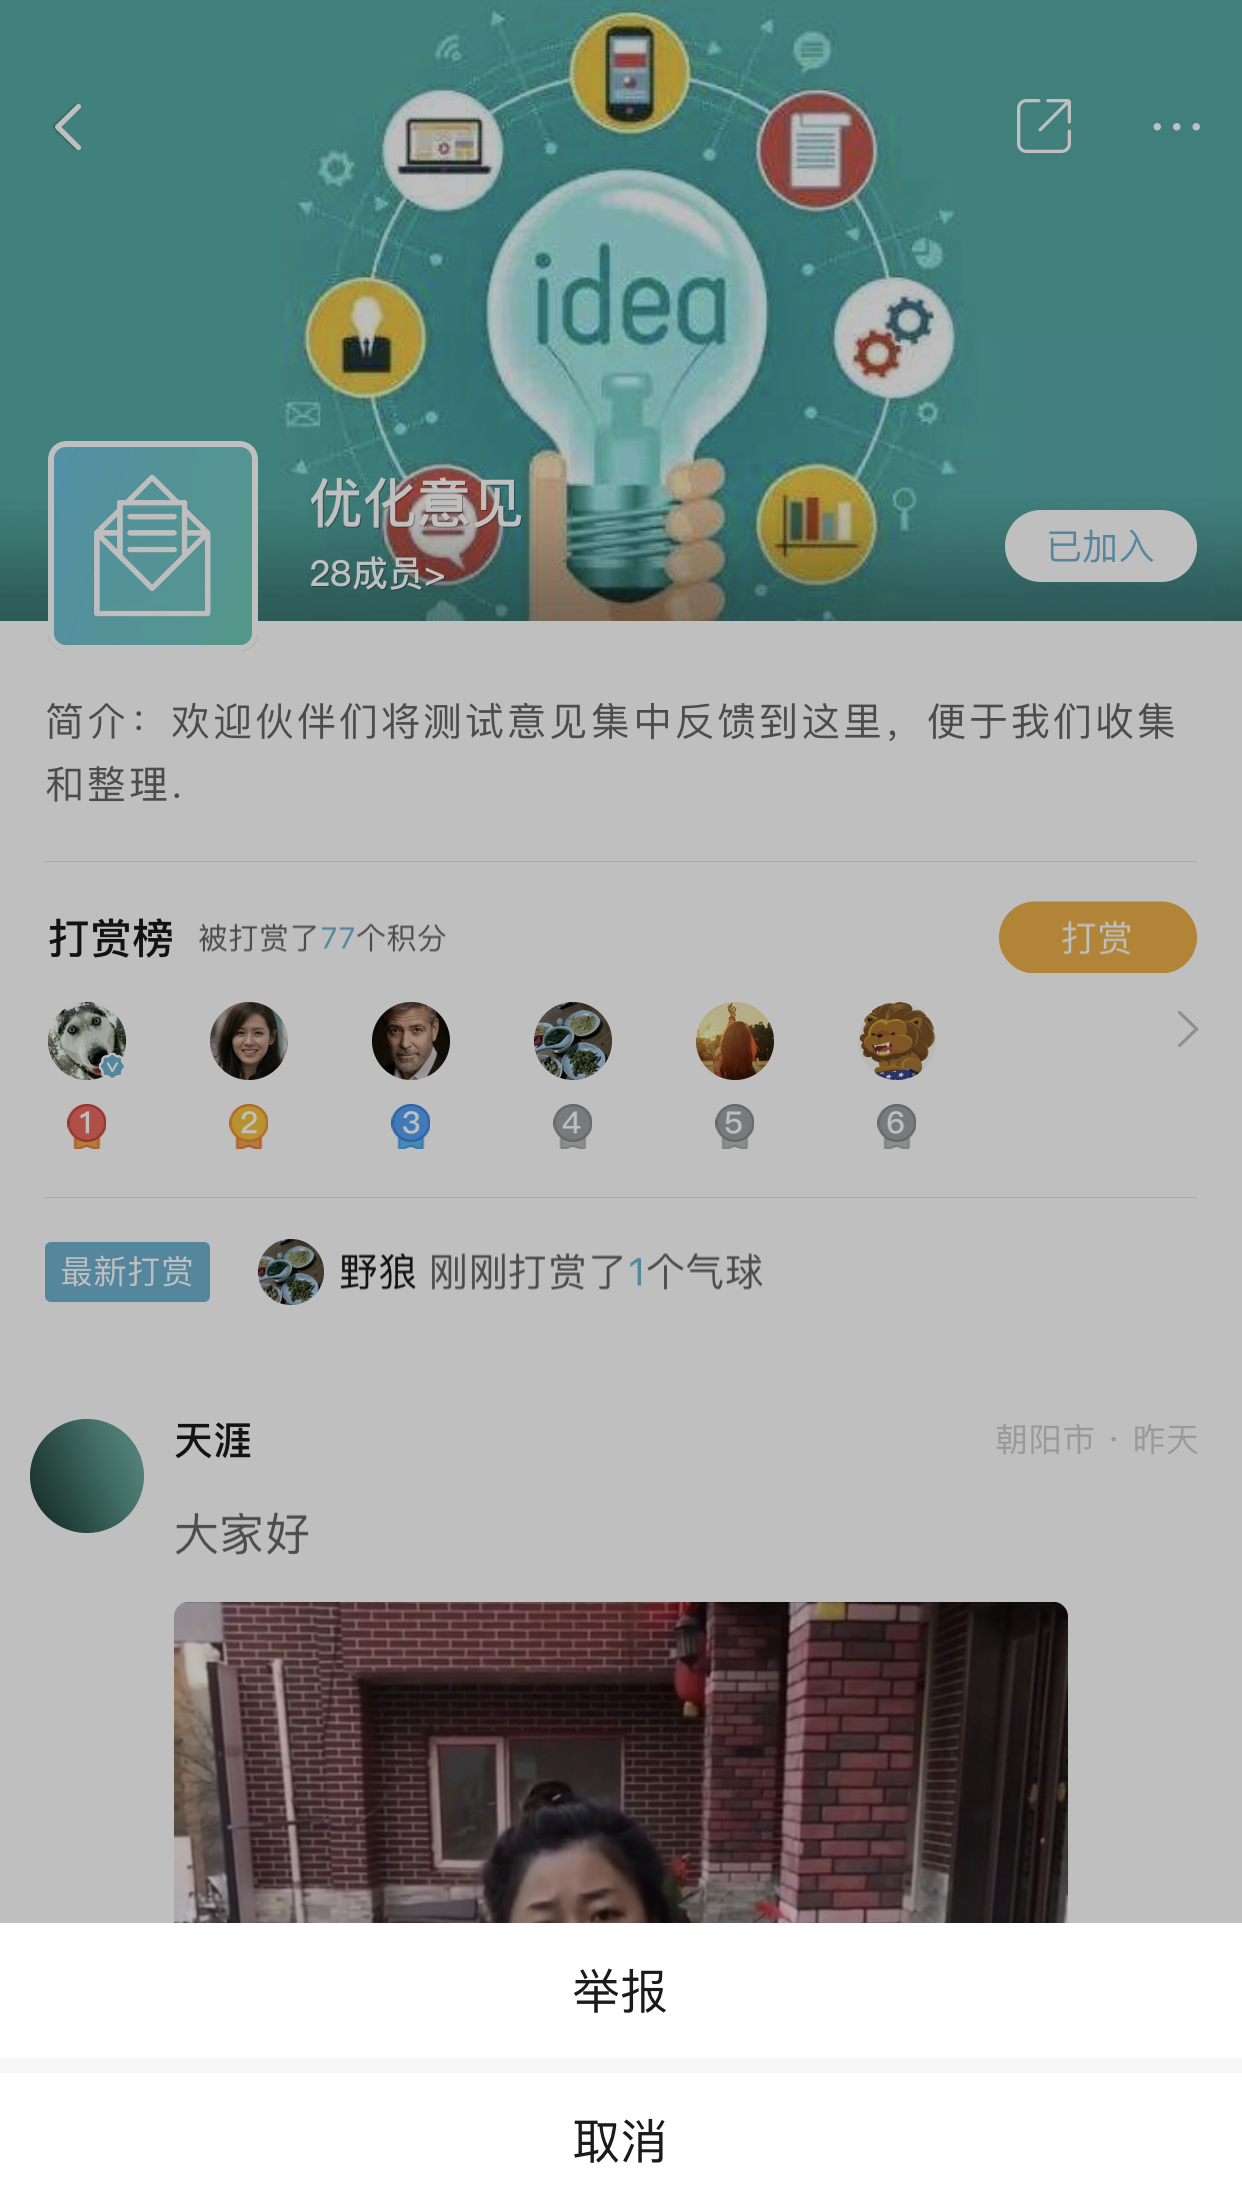 idea
优化意见
28成员>
已加入
简介：欢迎伙伴们将测试意见集中反馈到这里，便于我们收集
和整理.
打赏榜 被打赏了77个积分 打赏
1 2 3 4 5 6
最新打赏 野狼 刚刚打赏了1个气球
天涯 朝阳市 · 昨天
大家好
举报
取消